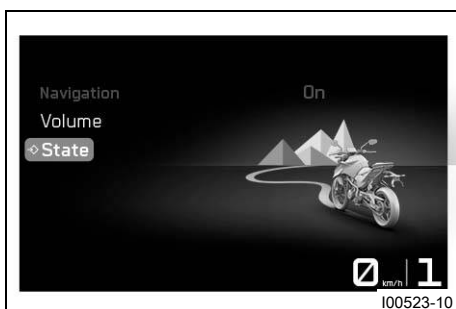 Navigation On
Volume
State
0 km/h 1
I00523-10